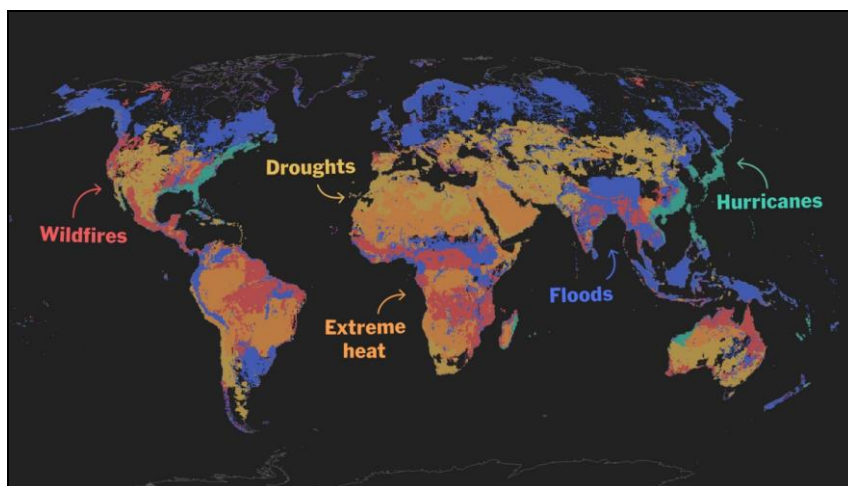 Droughts
Hurricanes
Wildfires
Floods
Extreme
heat